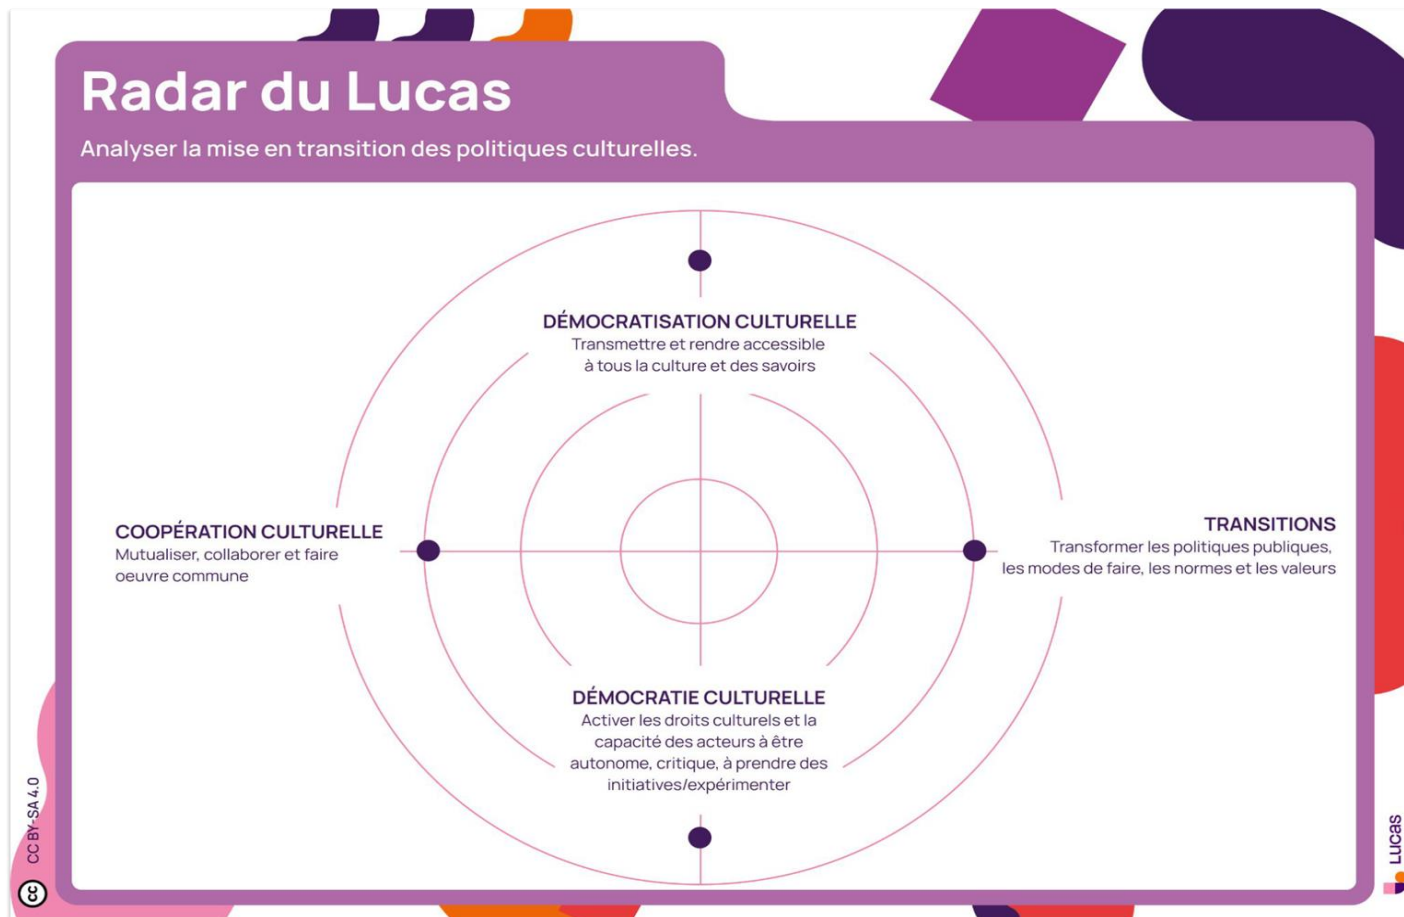 Radar du Lucas
Analyser la mise en transition des politiques culturelles.
DÉMOCRATISATION CULTURELLE
Transmettre et rendre accessible
à tous la culture et des savoirs
COOPÉRATION CULTURELLE
Mutualiser, collaborer et faire
oeuvre commune
TRANSITIONS
Transformer les politiques publiques,
les modes de faire, les normes et les valeurs
DÉMOCRATIE CULTURELLE
Activer les droits culturels et la
capacité des acteurs à être
autonome, critique, à prendre des
initiatives/expérimenter
cc CC BY-SA 4.0
Lucas